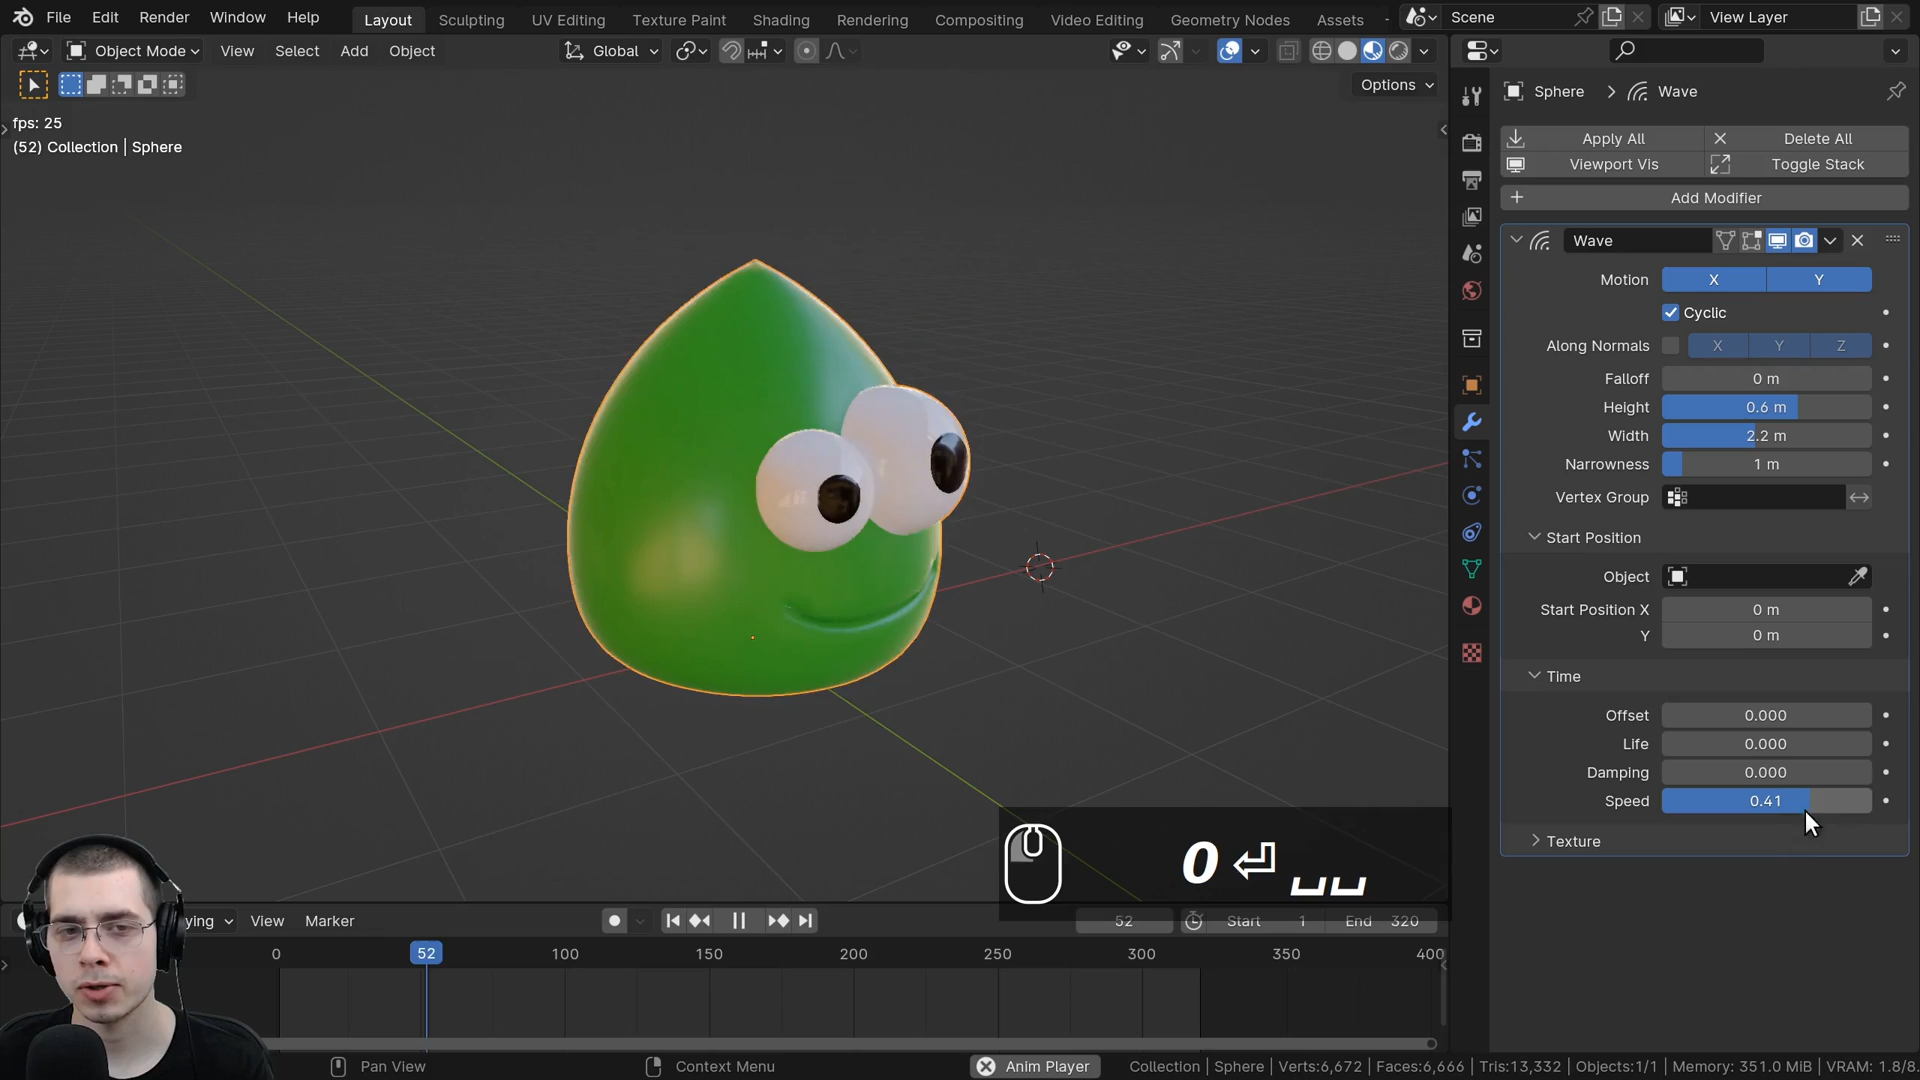 File Edit Render Window Help Layout Sculpting UV Editing Texture Paint Shading Rendering Compositing Video Editing Geometry Nodes Assets Scene View Layer
Object Mode View Select Add Object Global
Options
fps: 25
(52) Collection | Sphere
Sphere > Wave
Apply All Delete All
Viewport Vis Toggle Stack
Add Modifier
Wave
Motion X Y
Cyclic
Along Normals X Y Z
Falloff 0 m
Height 0.6 m
Width 2.2 m
Narrowness 1 m
Vertex Group
Start Position
Object
Start Position X 0 m
Y 0 m
Time
Offset 0.000
Life 0.000
Damping 0.000
Speed 0.41
Texture
0
ying View Marker 52 Start 1 End 320
0 52 100 150 200 250 300 350 400
Pan View Context Menu Anim Player Collection | Sphere | Verts:6,672 | Faces:6,666 | Tris:13,332 | Objects:1/1 | Memory: 351.0 MiB | VRAM: 1.8/8.